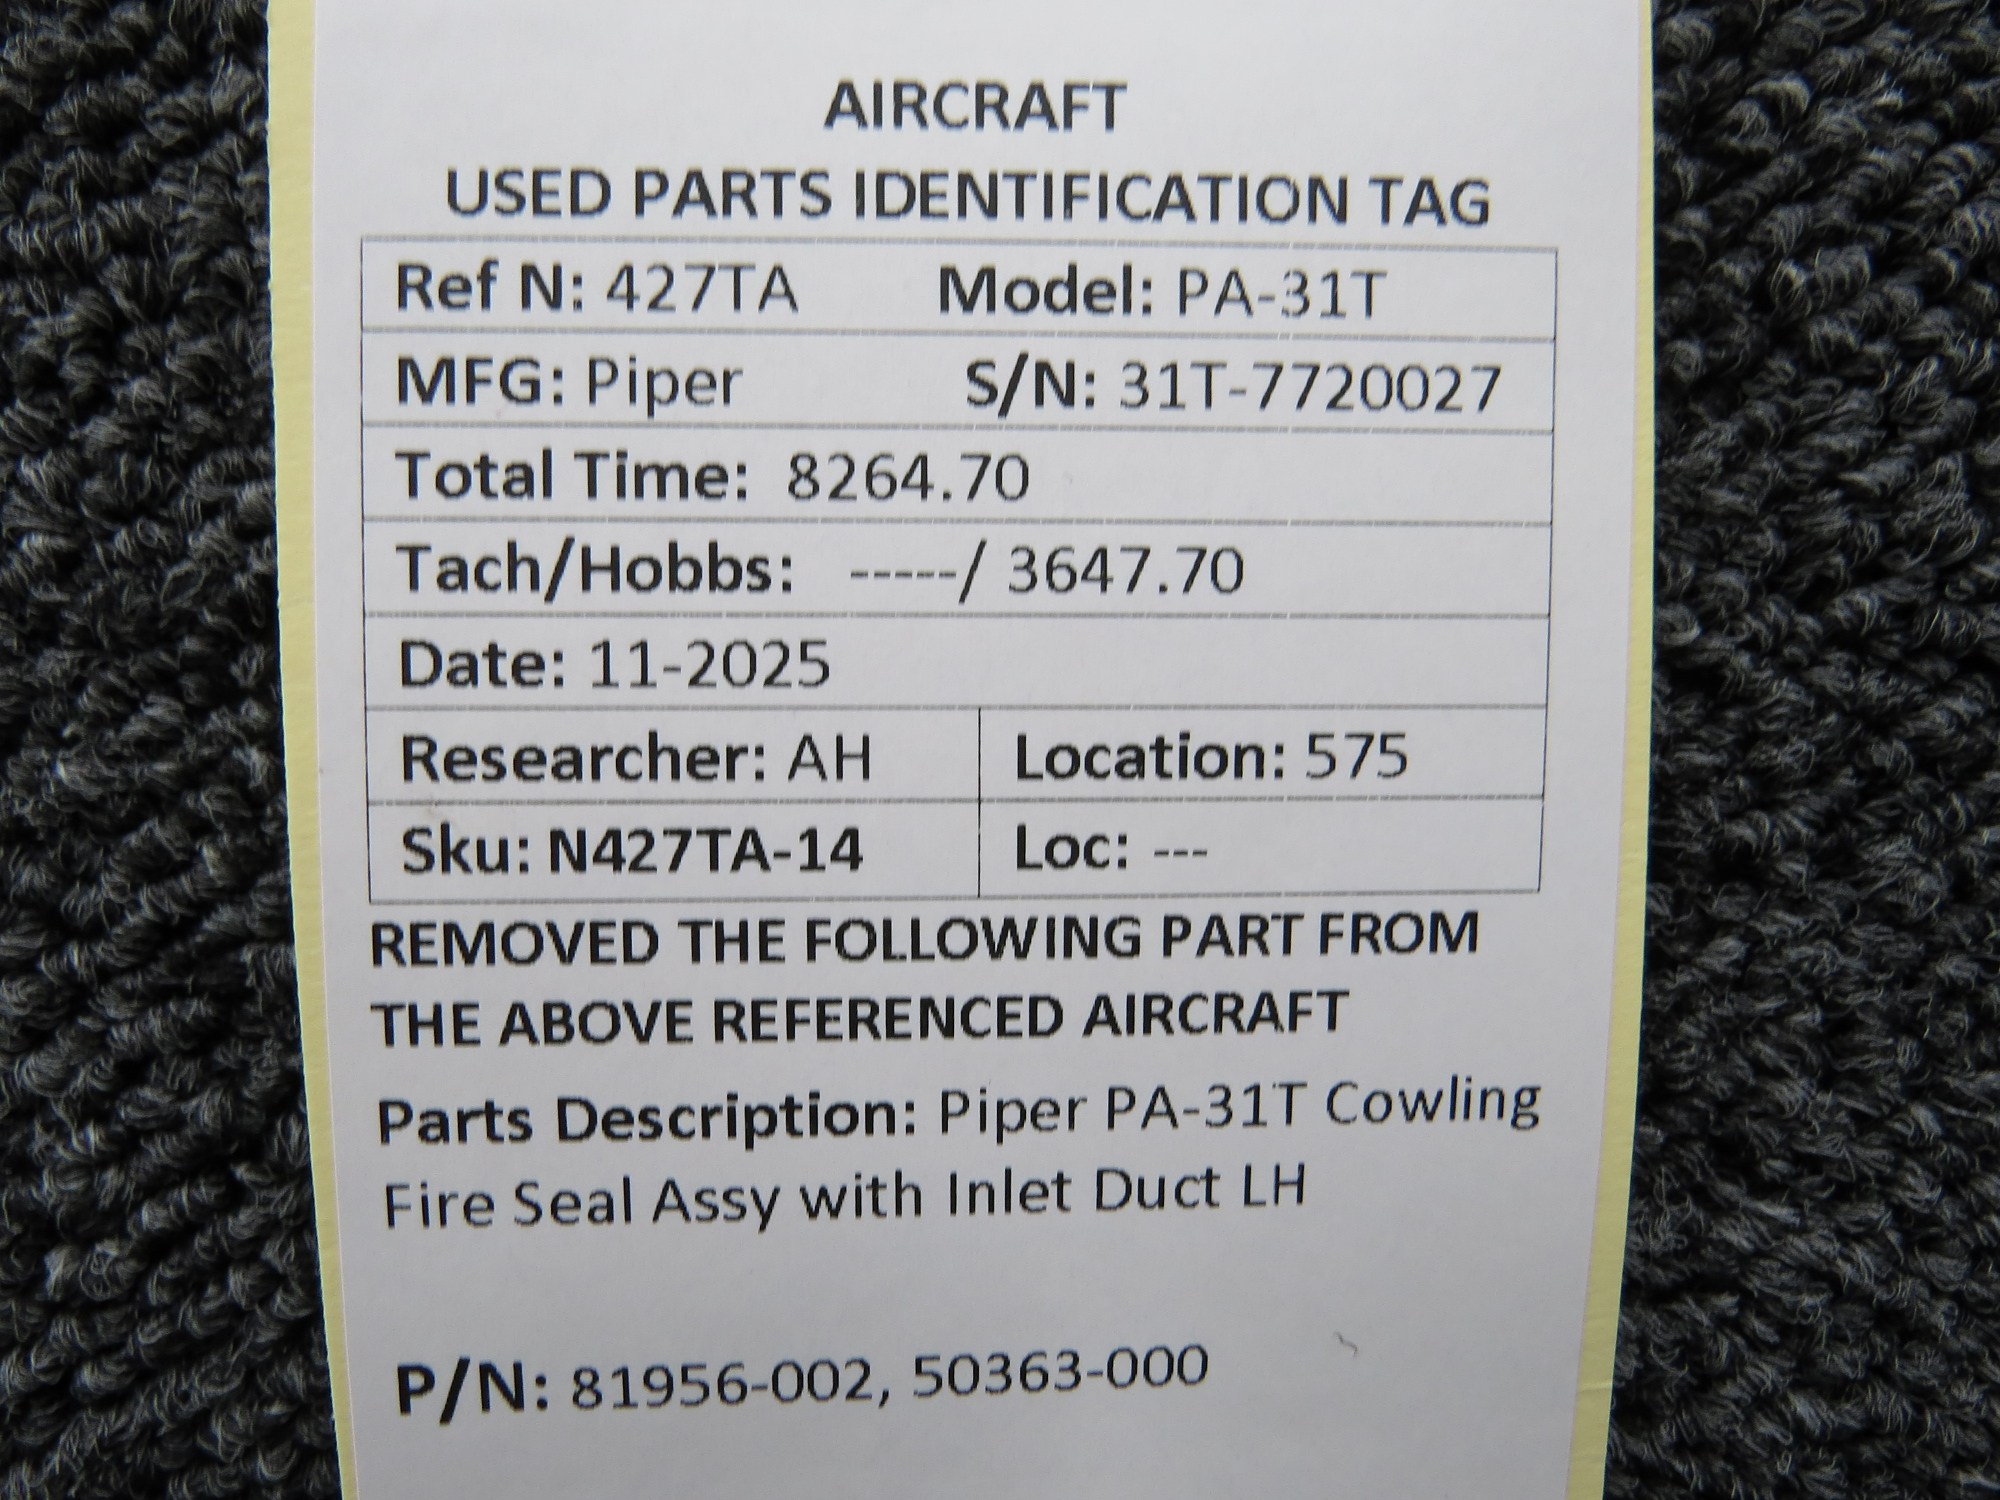 AIRCRAFT
USED PARTS IDENTIFICATION TAG
Ref N: 427TA Model: PA-31T
MFG: Piper S/N: 31T-7720027
Total Time: 8264.70
Tach/Hobbs: -----/ 3647.70
Date: 11-2025
Researcher: AH Location: 575
Sku: N427TA-14 Loc: ---
REMOVED THE FOLLOWING PART FROM
THE ABOVE REFERENCED AIRCRAFT
Parts Description: Piper PA-31T Cowling
Fire Seal Assy with Inlet Duct LH
P/N: 81956-002, 50363-000